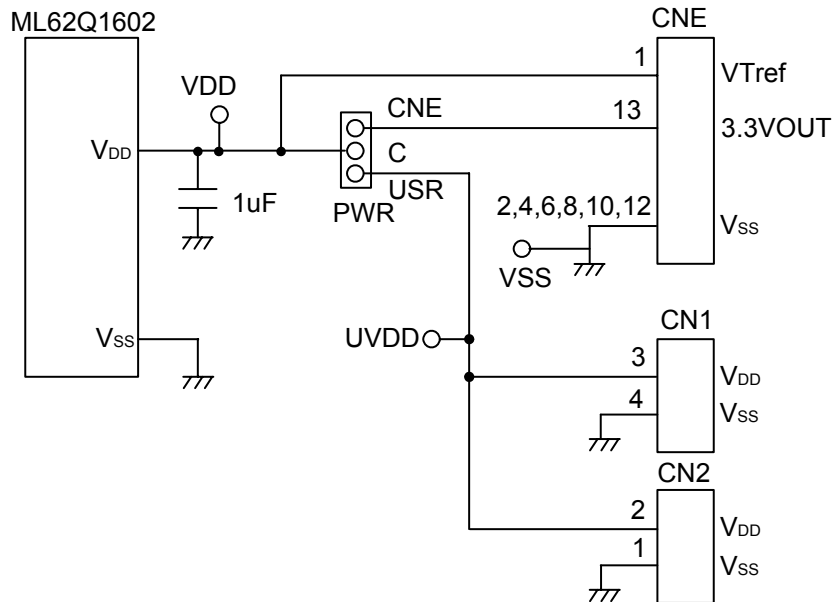 ML62Q1602
CNE
1
VTref
VDD
CNE
13
3.3VOUT
VDD
C
1uF
USR
PWR
2,4,6,8,10,12
VSS
VSS
VSS
UVDD
CN1
3
VDD
4
VSS
CN2
2
VDD
1
VSS